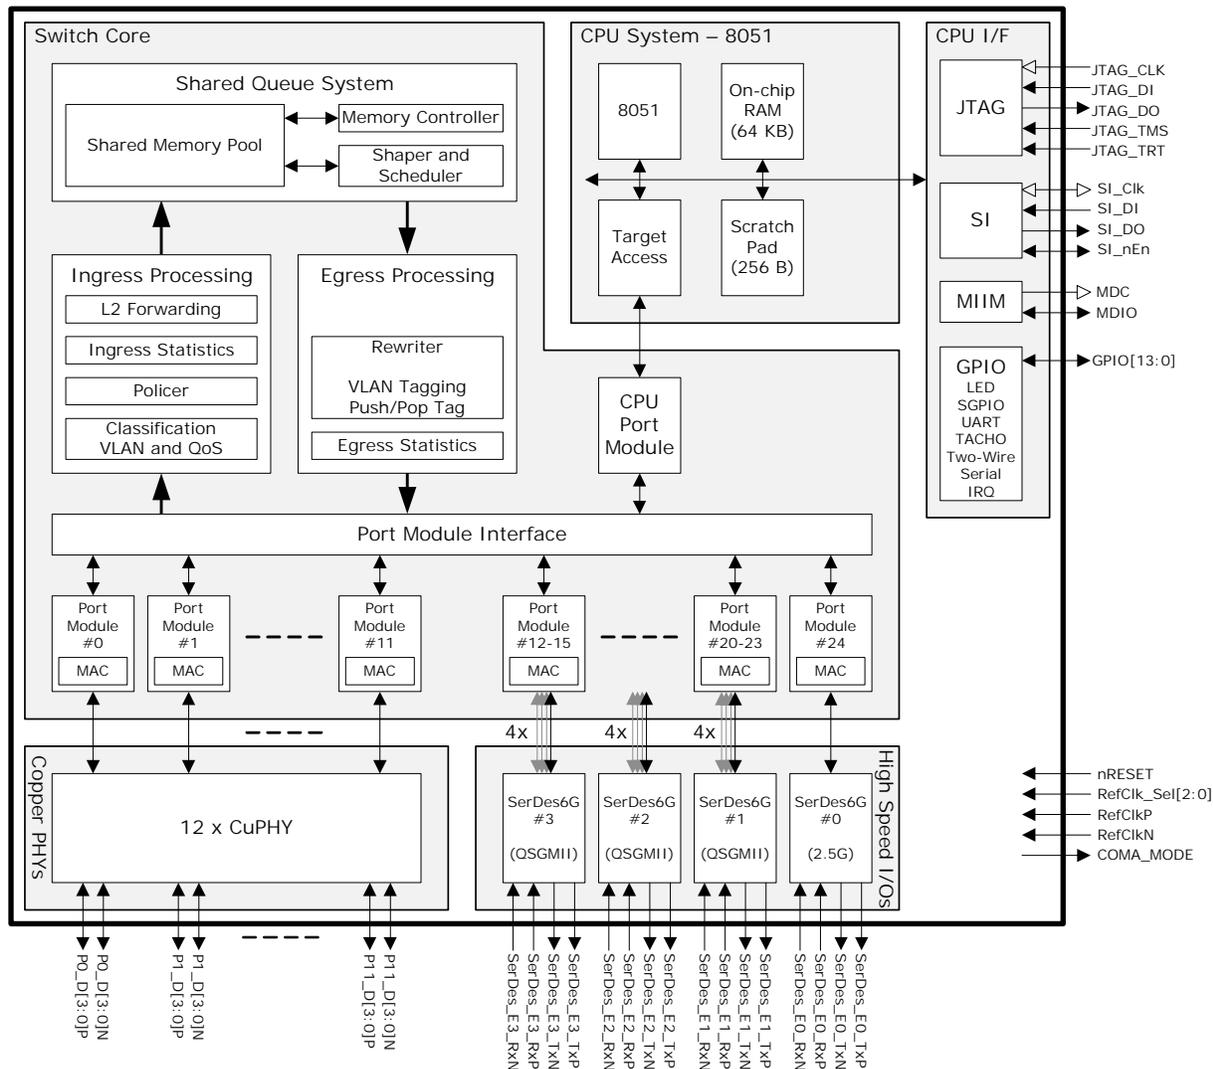 Switch Core
Shared Queue System
Shared Memory Pool
Memory Controller
Shaper and
Scheduler
Ingress Processing
L2 Forwarding
Ingress Statistics
Policer
Classification
VLAN and QoS
Egress Processing
Rewriter
VLAN Tagging
Push/Pop Tag
Egress Statistics
CPU System – 8051
8051
On-chip
RAM
(64 KB)
Target
Access
Scratch
Pad
(256 B)
CPU
Port
Module
CPU I/F
JTAG
JTAG_CLK
JTAG_DI
JTAG_DO
JTAG_TMS
JTAG_TRT
SI
SI_Clk
SI_DI
SI_DO
SI_nEn
MIIM
MDC
MDIO
GPIO
LED
SGPIO
UART
TACHO
Two-Wire
Serial
IRQ
GPIO[13:0]
Port Module Interface
Port
Module
#0
MAC
Port
Module
#1
MAC
Port
Module
#11
MAC
Port
Module
#12-15
MAC
Port
Module
#20-23
MAC
Port
Module
#24
MAC
4x
4x
4x
Copper PHYs
12 x CuPHY
SerDes6G
#3
(QSGMII)
SerDes6G
#2
(QSGMII)
SerDes6G
#1
(QSGMII)
SerDes6G
#0
(2.5G)
High Speed I/Os
nRESET
RefClk_Sel[2:0]
RefClkP
RefClkN
COMA_MODE
P0_D[3:0]P
P0_D[3:0]N
P1_D[3:0]P
P1_D[3:0]N
P11_D[3:0]P
P11_D[3:0]N
SerDes_E3_RxN
SerDes_E3_RxP
SerDes_E3_TxN
SerDes_E3_TxP
SerDes_E2_RxN
SerDes_E2_RxP
SerDes_E2_TxN
SerDes_E2_TxP
SerDes_E1_RxN
SerDes_E1_RxP
SerDes_E1_TxN
SerDes_E1_TxP
SerDes_E0_RxN
SerDes_E0_RxP
SerDes_E0_TxN
SerDes_E0_TxP